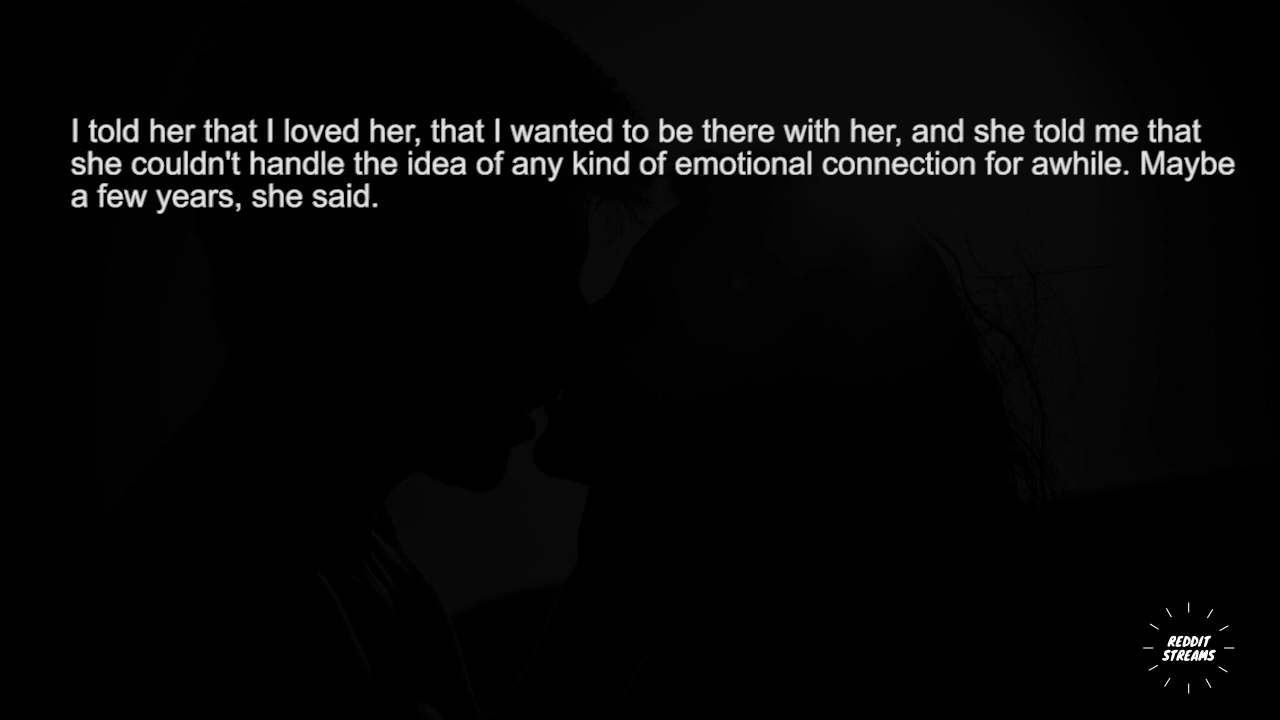 I told her that I loved her, that I wanted to be there with her, and she told me that
she couldn't handle the idea of any kind of emotional connection for awhile. Maybe
a few years, she said.
REDDIT
STREAMS